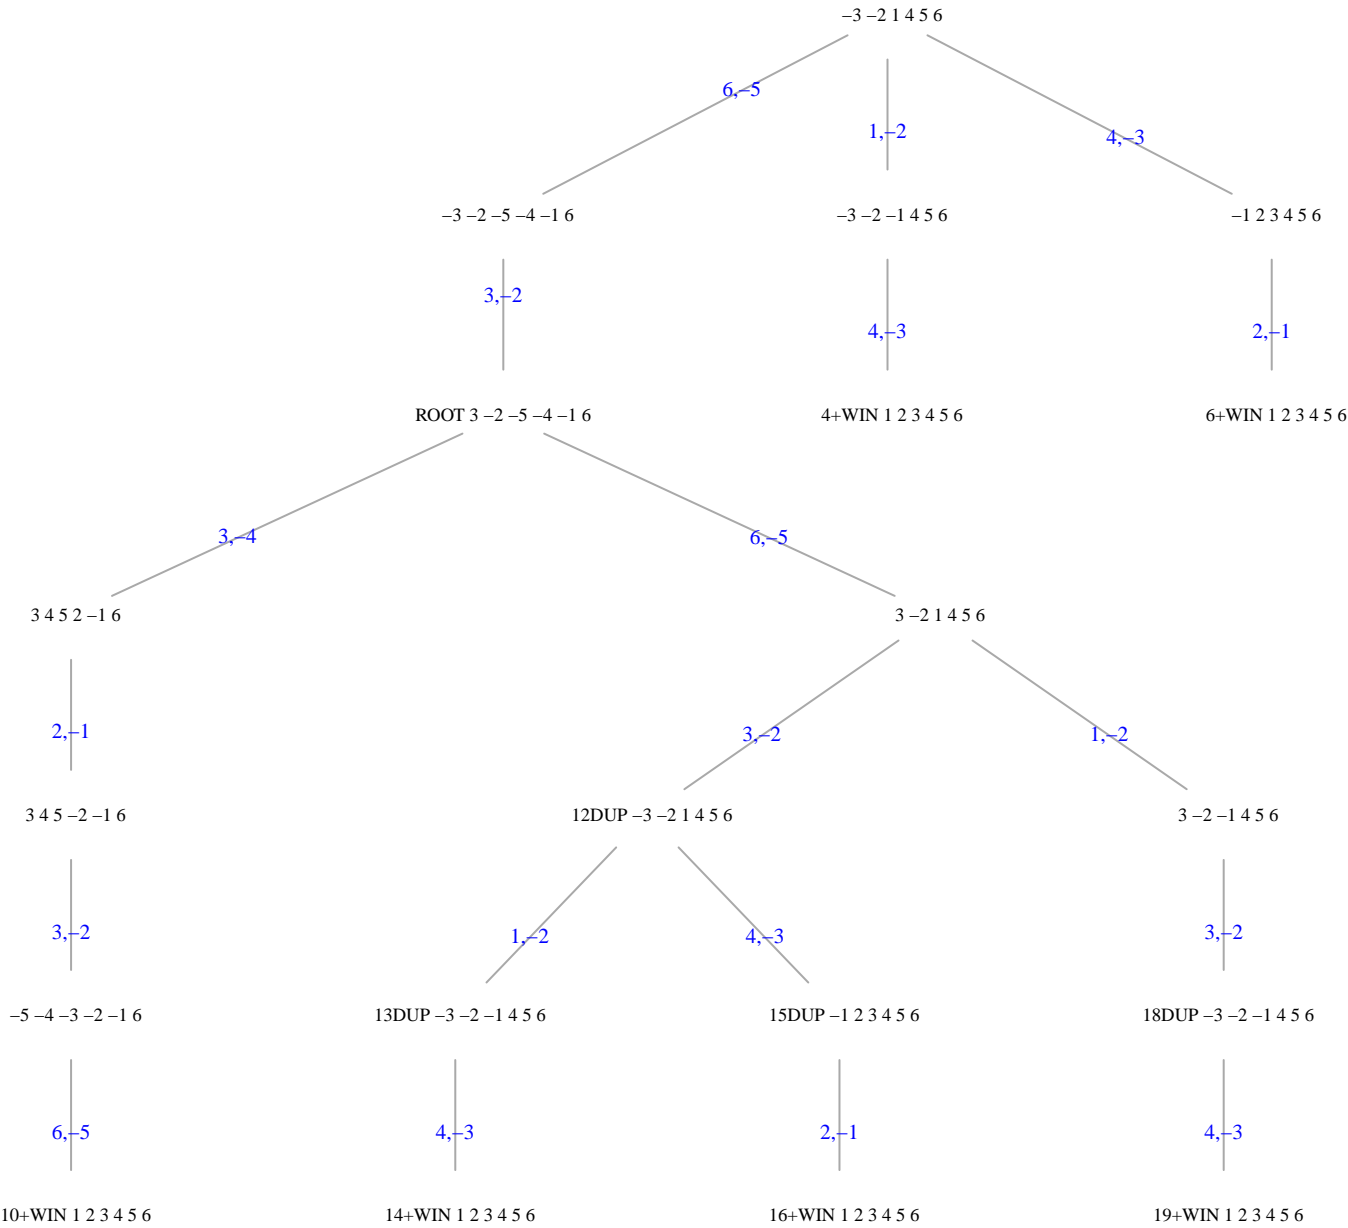 −3 −2 1 4 5 6
6,−5
1,−2
4,−3
−3 −2 −5 −4 −1 6
−3 −2 −1 4 5 6
−1 2 3 4 5 6
3,−2
4,−3
2,−1
ROOT 3 −2 −5 −4 −1 6
4+WIN 1 2 3 4 5 6
6+WIN 1 2 3 4 5 6
3,−4
6,−5
3 4 5 2 −1 6
3 −2 1 4 5 6
2,−1
3,−2
1,−2
3 4 5 −2 −1 6
12DUP −3 −2 1 4 5 6
3 −2 −1 4 5 6
3,−2
1,−2
4,−3
3,−2
−5 −4 −3 −2 −1 6
13DUP −3 −2 −1 4 5 6
15DUP −1 2 3 4 5 6
18DUP −3 −2 −1 4 5 6
6,−5
4,−3
2,−1
4,−3
10+WIN 1 2 3 4 5 6
14+WIN 1 2 3 4 5 6
16+WIN 1 2 3 4 5 6
19+WIN 1 2 3 4 5 6